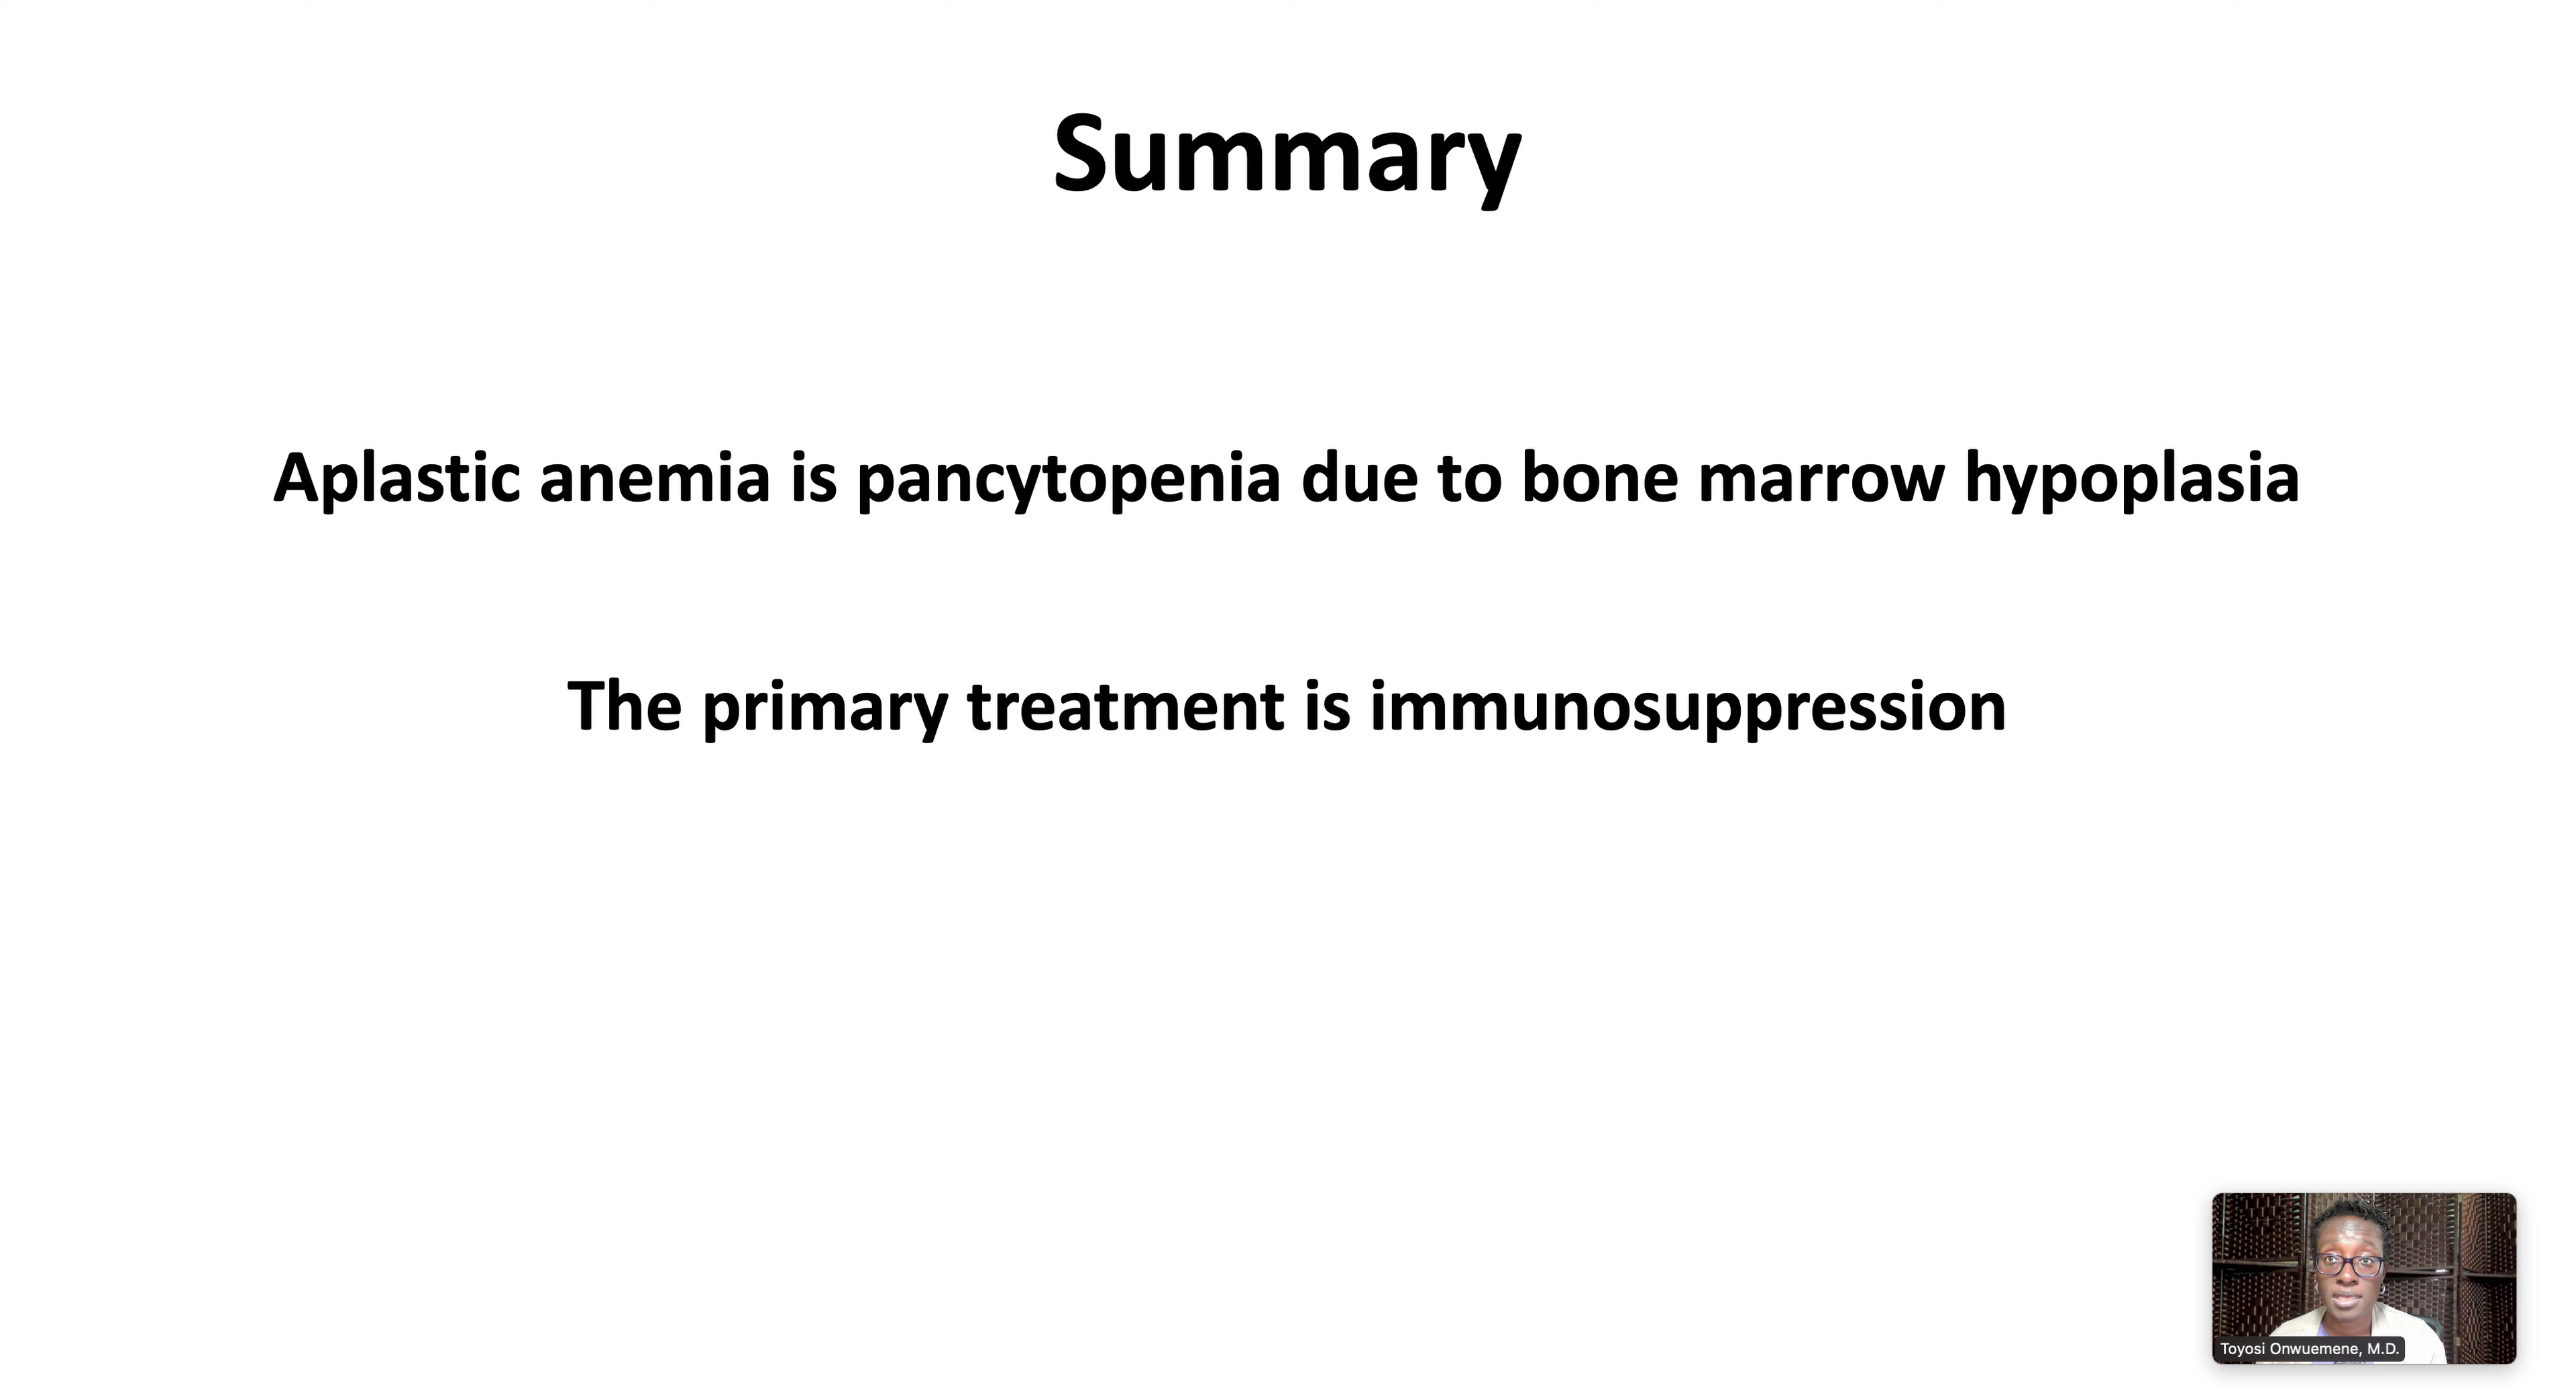 Summary
Aplastic anemia is pancytopenia due to bone marrow hypoplasia
The primary treatment is immunosuppression
Toyosi Onwuemene, M.D.